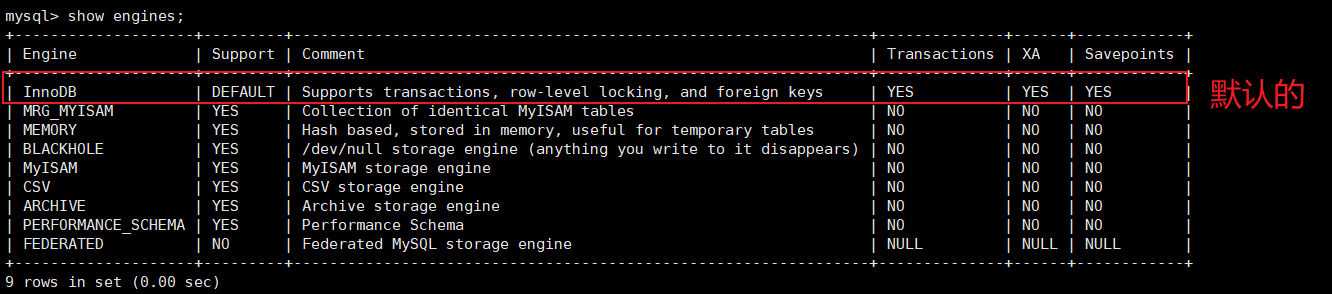 mysql> show engines;
+--------------------+---------+----------------------------------------------------------------+--------------+------+------------+
| Engine             | Support | Comment                                                        | Transactions | XA   | Savepoints |
+--------------------+---------+----------------------------------------------------------------+--------------+------+------------+
| InnoDB             | DEFAULT | Supports transactions, row-level locking, and foreign keys     | YES          | YES  | YES        | 默认的
| MRG_MYISAM         | YES     | Collection of identical MyISAM tables                          | NO           | NO   | NO         |
| MEMORY             | YES     | Hash based, stored in memory, useful for temporary tables      | NO           | NO   | NO         |
| BLACKHOLE          | YES     | /dev/null storage engine (anything you write to it disappears) | NO           | NO   | NO         |
| MyISAM             | YES     | MyISAM storage engine                                          | NO           | NO   | NO         |
| CSV                | YES     | CSV storage engine                                             | NO           | NO   | NO         |
| ARCHIVE            | YES     | Archive storage engine                                         | NO           | NO   | NO         |
| PERFORMANCE_SCHEMA | YES     | Performance Schema                                             | NO           | NO   | NO         |
| FEDERATED          | NO      | Federated MySQL storage engine                                 | NULL         | NULL | NULL       |
+--------------------+---------+----------------------------------------------------------------+--------------+------+------------+
9 rows in set (0.00 sec)